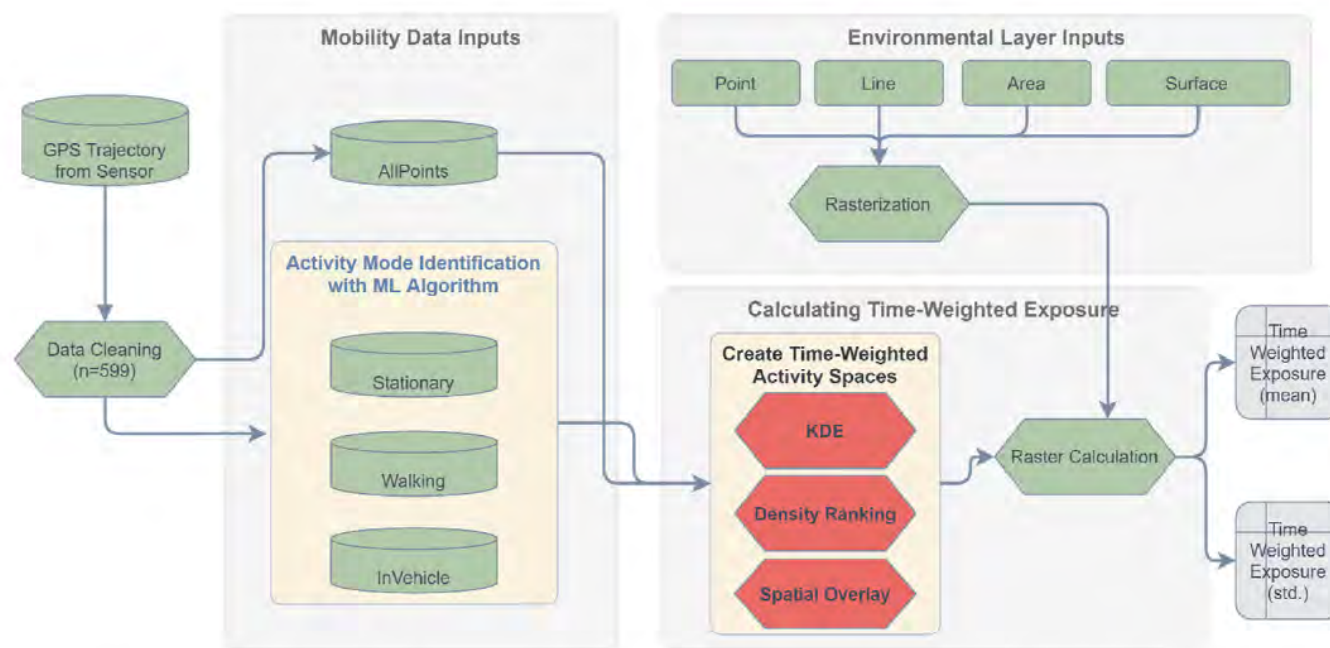 Mobility Data Inputs
GPS Trajectory
from Sensor
AllPoints
Activity Mode Identification
with ML Algorithm
Data Cleaning
(n=599)
Stationary
Walking
InVehicle
Environmental Layer Inputs
Point
Line
Area
Surface
Rasterization
Calculating Time-Weighted Exposure
Create Time-Weighted
Activity Spaces
KDE
Density Ranking
Spatial Overlay
Raster Calculation
Time
Weighted
Exposure
(mean)
Time
Weighted
Exposure
(std.)